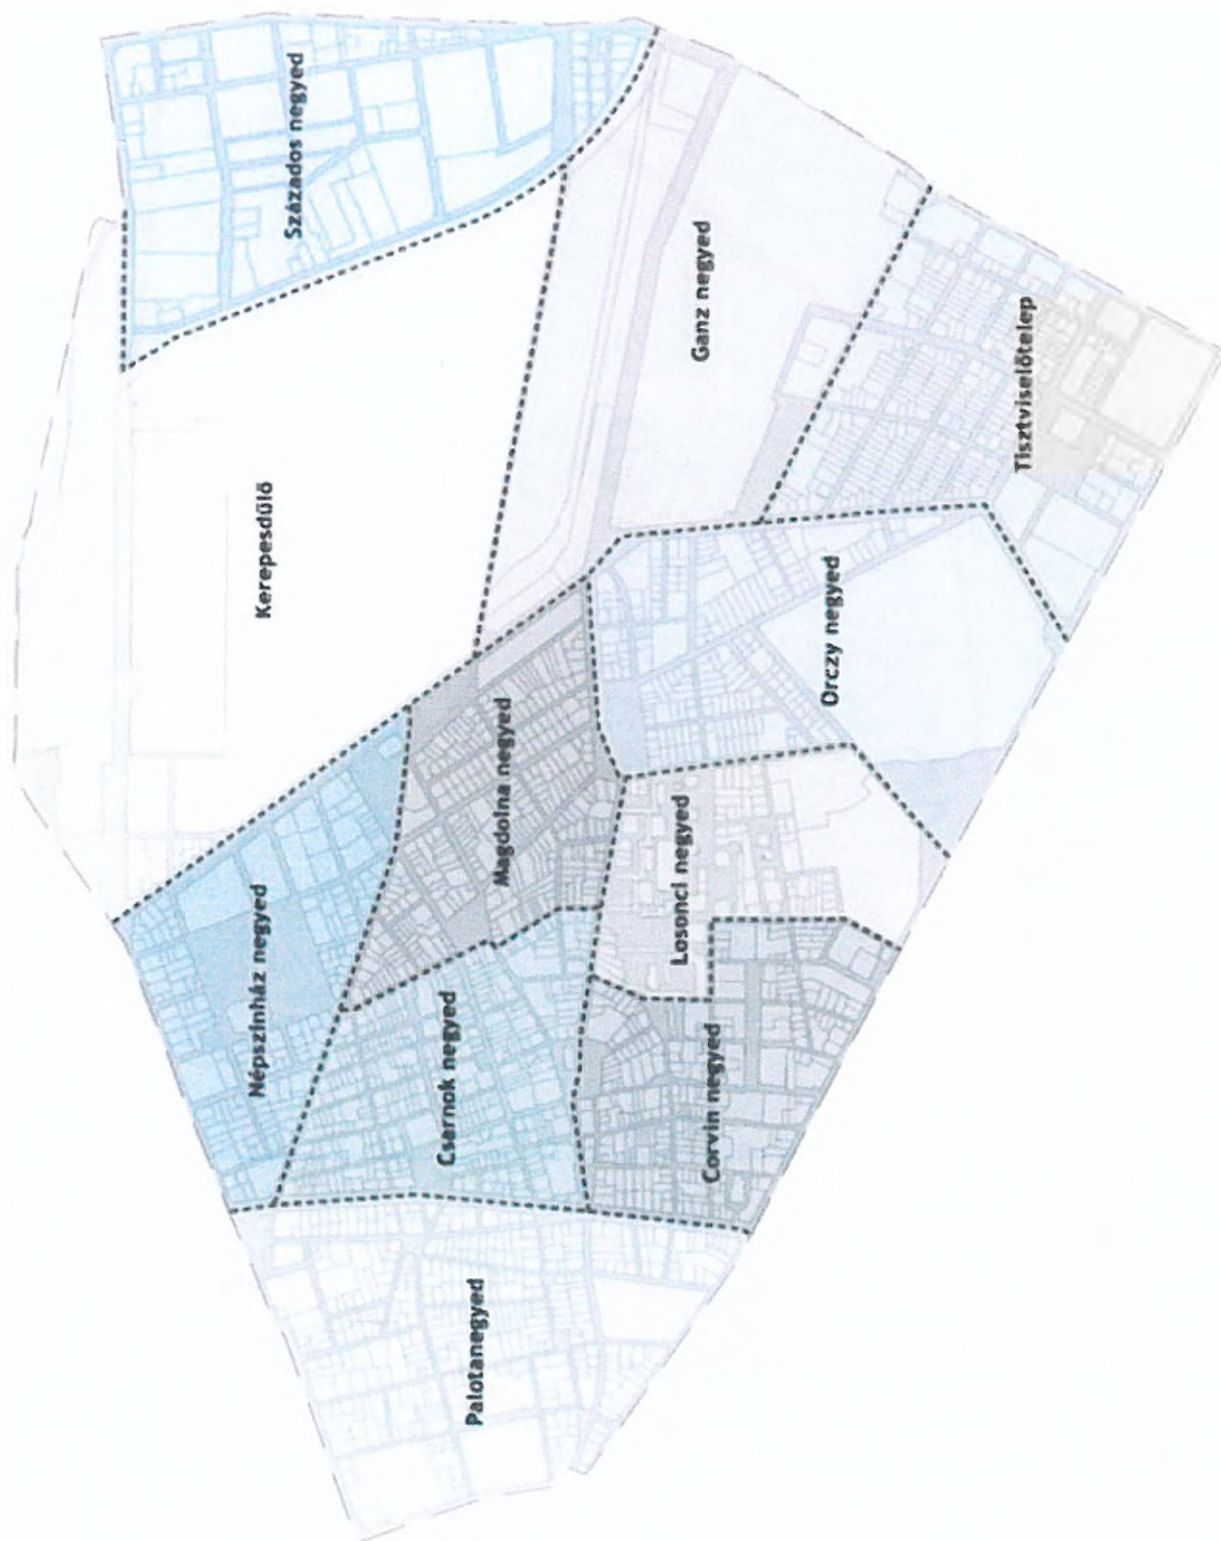 Palotanegyed
Népszínház negyed
Csarnok negyed
Corvin negyed
Magdolna negyed
Losonci negyed
Kerepesdűlő
Orczy negyed
Százados negyed
Ganz negyed
Tisztviselőtelep